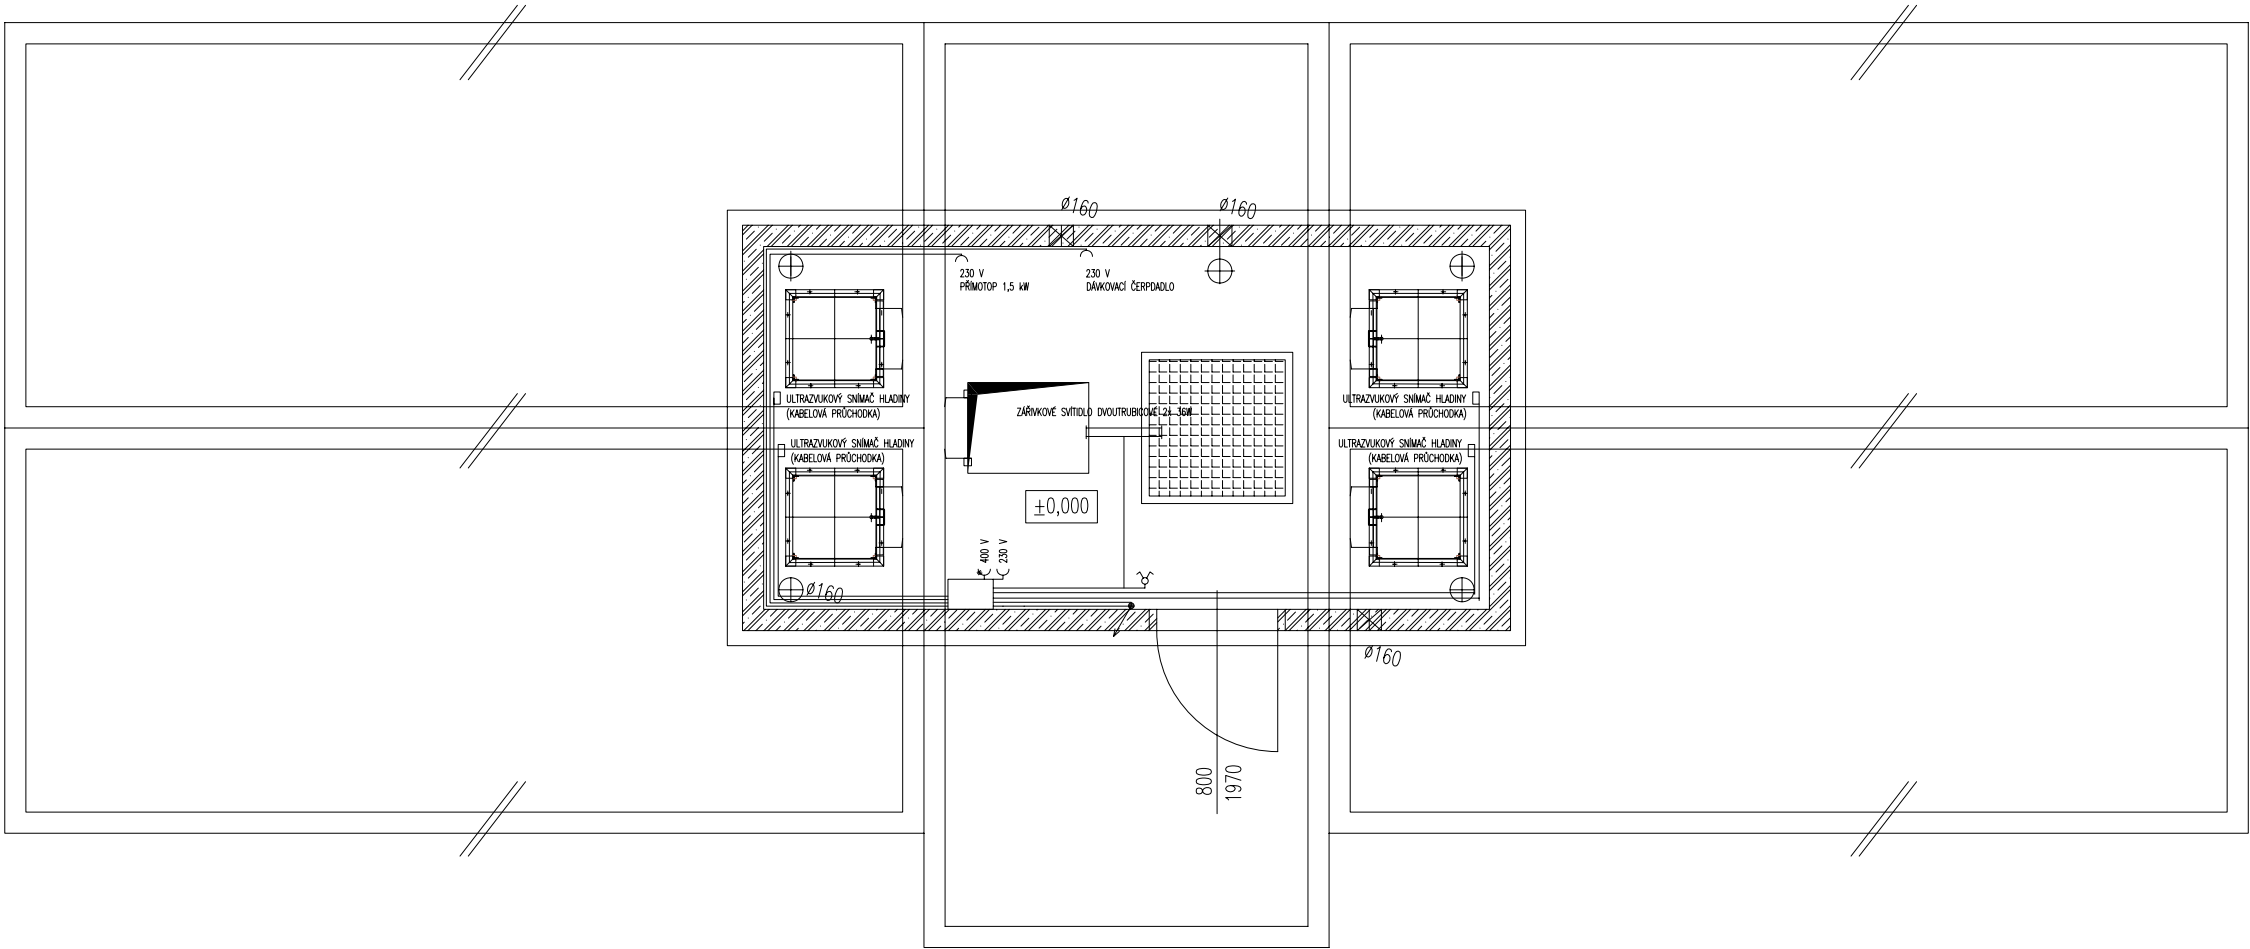 Ø160
Ø160
230 V
PŘÍMOTOP 1,5 kW
230 V
DÁVKOVACÍ ČERPDADLO
ULTRAZVUKOVÝ SNÍMAČ HLADINY
(KABELOVÁ PRŮCHODKA)
ZÁŘIVKOVÉ SVÍTIDLO DVOUTRUBICOVÉ 2x 36W
ULTRAZVUKOVÝ SNÍMAČ HLADINY
(KABELOVÁ PRŮCHODKA)
ULTRAZVUKOVÝ SNÍMAČ HLADINY
(KABELOVÁ PRŮCHODKA)
ULTRAZVUKOVÝ SNÍMAČ HLADINY
(KABELOVÁ PRŮCHODKA)
±0,000
400 V
230 V
Ø160
Ø160
800
1970